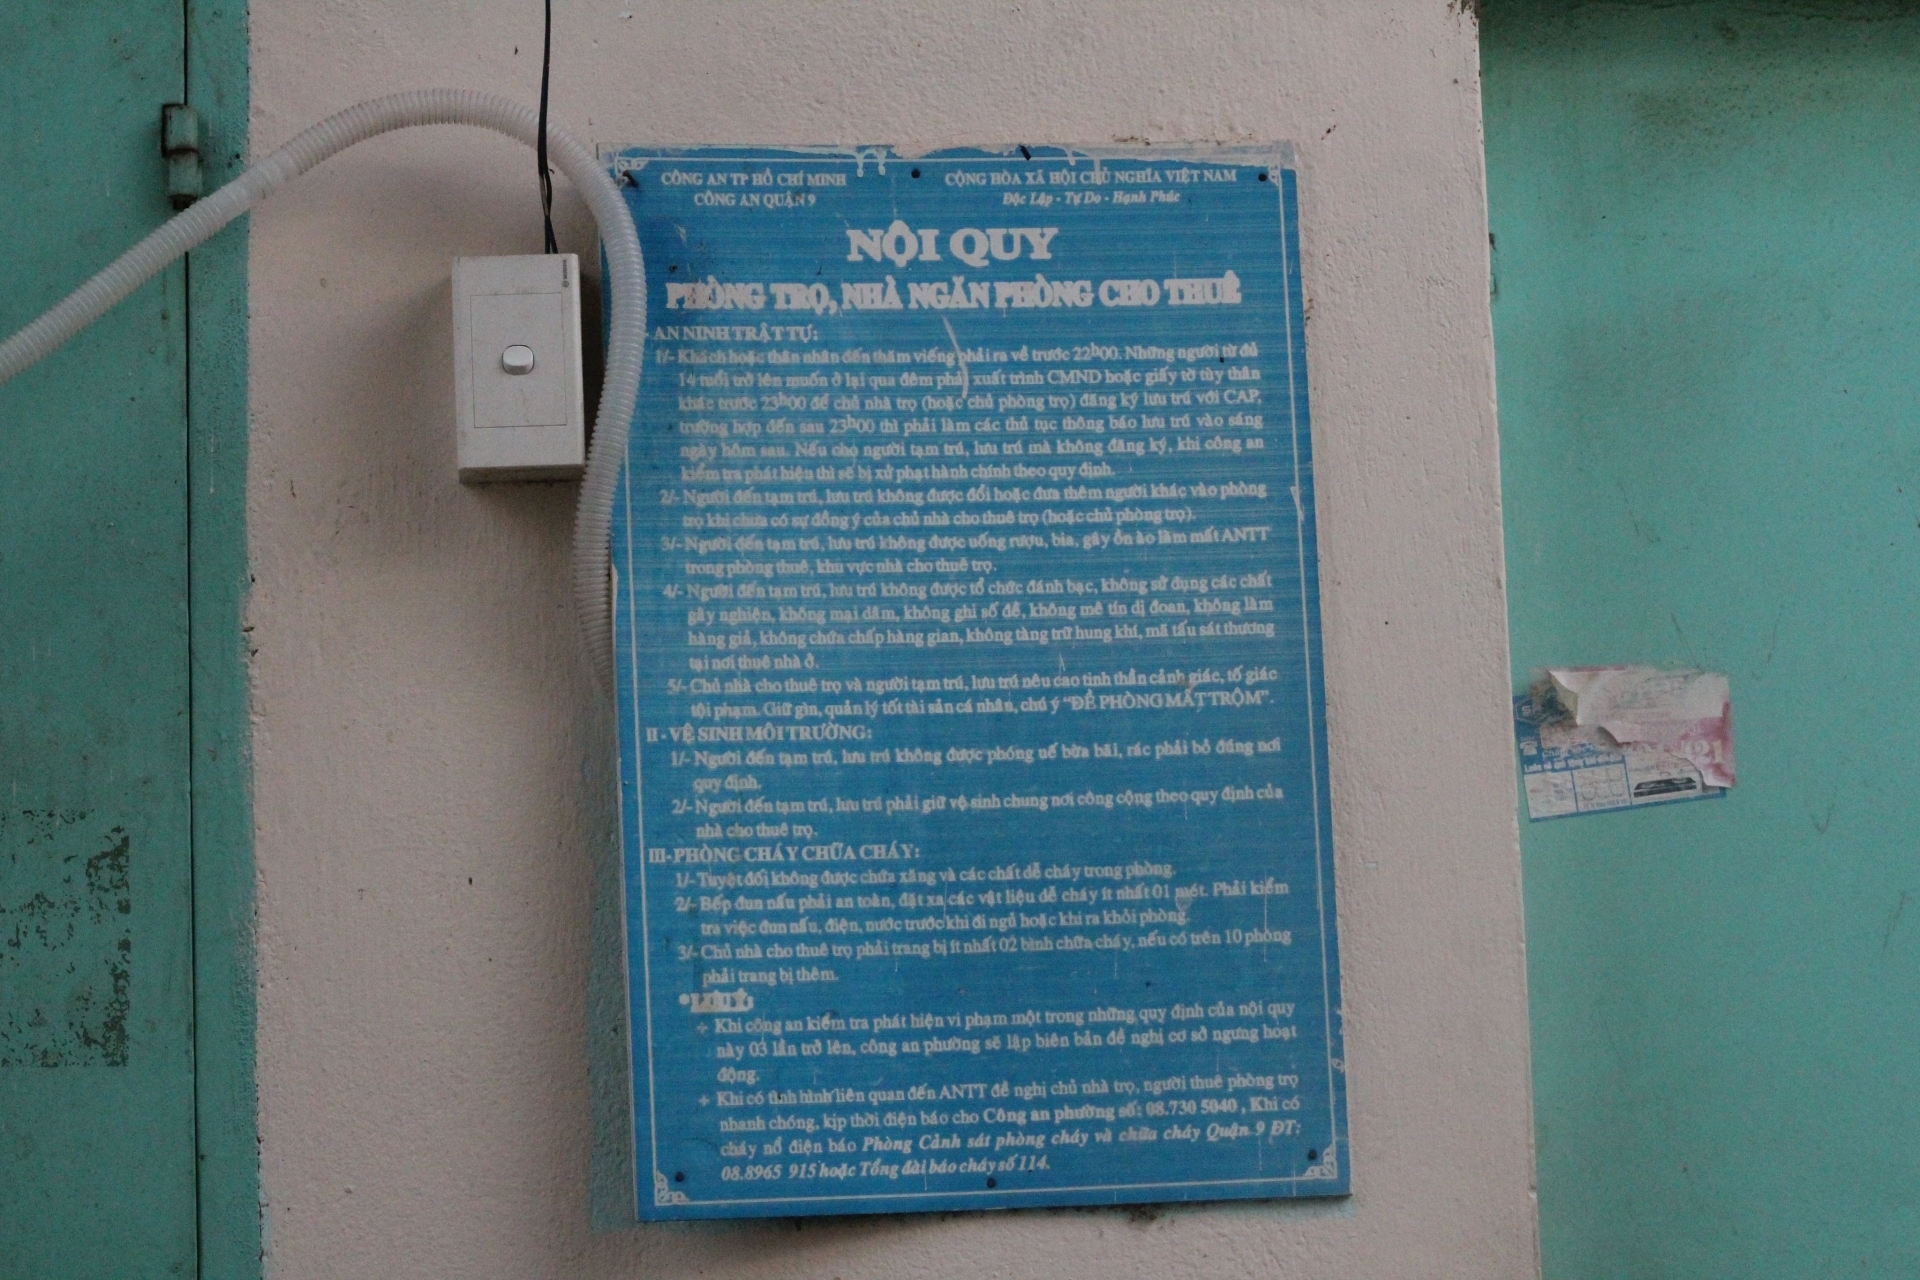 CÔNG AN TP HỒ CHÍ MINH
CÔNG AN QUẬN 9
CỘNG HÒA XÃ HỘI CHỦ NGHĨA VIỆT NAM
Độc Lập - Tự Do - Hạnh Phúc
NỘI QUY
PHÒNG TRỌ, NHÀ NGĂN PHÒNG CHO THUÊ
AN NINH TRẬT TỰ:
1/- Khách hoặc thân nhân đến thăm viếng phải ra về trước 22h00. Những người từ đủ
14 tuổi trở lên muốn ở lại qua đêm phải xuất trình CMND hoặc giấy tờ tùy thân
khác trước 23h00 để chủ nhà trọ (hoặc chủ phòng trọ) đăng ký lưu trú với CAP,
trường hợp đến sau 23h00 thì phải làm các thủ tục thông báo lưu trú vào sáng
ngày hôm sau. Nếu cho người tạm trú, lưu trú mà không đăng ký, khi công an
kiểm tra phát hiện thì sẽ bị xử phạt hành chính theo quy định.
2/- Người đến tạm trú, lưu trú không được đổi hoặc đưa thêm người khác vào phòng
trọ khi chưa có sự đồng ý của chủ nhà cho thuê trọ (hoặc chủ phòng trọ).
3/- Người đến tạm trú, lưu trú không được uống rượu, bia, gây ồn ào làm mất ANTT
trong phòng thuê, khu vực nhà cho thuê trọ.
4/- Người đến tạm trú, lưu trú không được tổ chức đánh bạc, không sử dụng các chất
gây nghiện, không mại dâm, không ghi số đề, không mê tín dị đoan, không làm
hàng giả, không chứa chấp hàng gian, không tàng trữ hung khí, mã tấu sát thương
tại nơi thuê nhà ở.
5/- Chủ nhà cho thuê trọ và người tạm trú, lưu trú nêu cao tinh thần cảnh giác, tố giác
tội phạm. Giữ gìn, quản lý tốt tài sản cá nhân, chú ý "ĐỀ PHÒNG MẤT TRỘM".
II - VỆ SINH MÔI TRƯỜNG:
1/- Người đến tạm trú, lưu trú không được phóng uế bừa bãi, rác phải bỏ đúng nơi
quy định.
2/- Người đến tạm trú, lưu trú phải giữ vệ sinh chung nơi công cộng theo quy định của
nhà cho thuê trọ.
III- PHÒNG CHÁY CHỮA CHÁY:
1/- Tuyệt đối không được chứa xăng và các chất dễ cháy trong phòng.
2/- Bếp đun nấu phải an toàn, đặt xa các vật liệu dễ cháy ít nhất 01 mét. Phải kiểm
tra việc đun nấu, điện, nước trước khi đi ngủ hoặc khi ra khỏi phòng.
3/- Chủ nhà cho thuê trọ phải trang bị ít nhất 02 bình chữa cháy, nếu có trên 10 phòng
phải trang bị thêm.
*LƯU Ý:
+ Khi công an kiểm tra phát hiện vi phạm một trong những quy định của nội quy
này 03 lần trở lên, công an phường sẽ lập biên bản đề nghị cơ sở ngưng hoạt
động.
+ Khi có tình hình liên quan đến ANTT đề nghị chủ nhà trọ, người thuê phòng trọ
nhanh chóng, kịp thời điện báo cho Công an phường số: 08.730 5040 , Khi có
cháy nổ điện báo Phòng Cảnh sát phòng cháy và chữa cháy Quận 9 ĐT:
08.8965 915 hoặc Tổng đài báo cháy số 114.
421